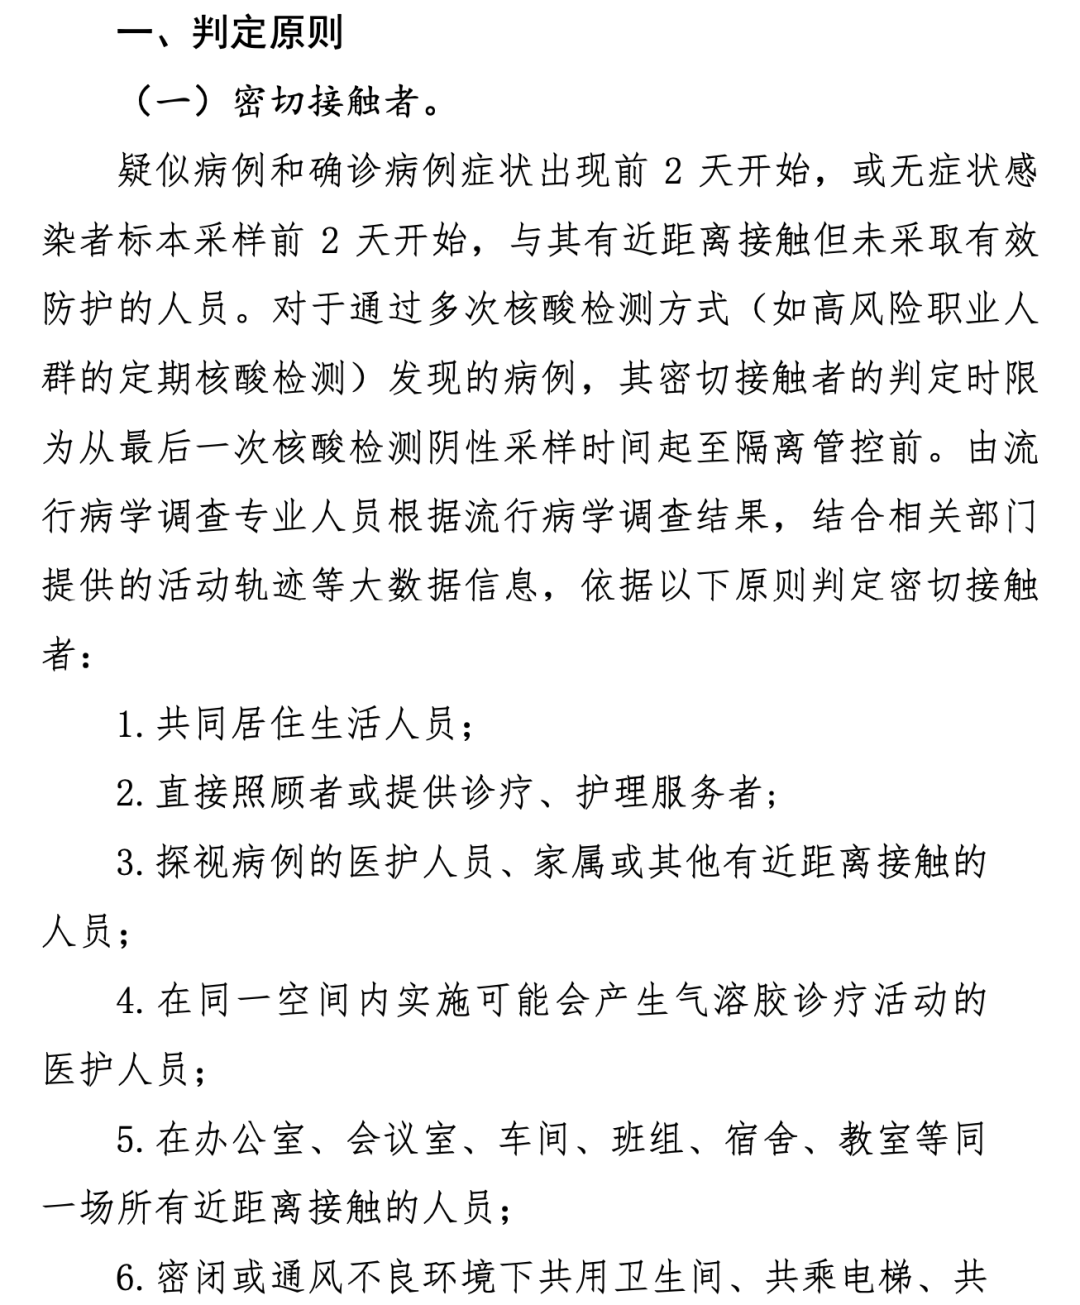 一、判定原则
（一）密切接触者。
疑似病例和确诊病例症状出现前 2 天开始，或无症状感
染者标本采样前 2 天开始，与其有近距离接触但未采取有效
防护的人员。对于通过多次核酸检测方式（如高风险职业人
群的定期核酸检测）发现的病例，其密切接触者的判定时限
为从最后一次核酸检测阴性采样时间起至隔离管控前。由流
行病学调查专业人员根据流行病学调查结果，结合相关部门
提供的活动轨迹等大数据信息，依据以下原则判定密切接触
者：
1.共同居住生活人员；
2.直接照顾者或提供诊疗、护理服务者；
3.探视病例的医护人员、家属或其他有近距离接触的
人员；
4.在同一空间内实施可能会产生气溶胶诊疗活动的
医护人员；
5.在办公室、会议室、车间、班组、宿舍、教室等同
一场所有近距离接触的人员；
6.密闭或通风不良环境下共用卫生间、共乘电梯、共